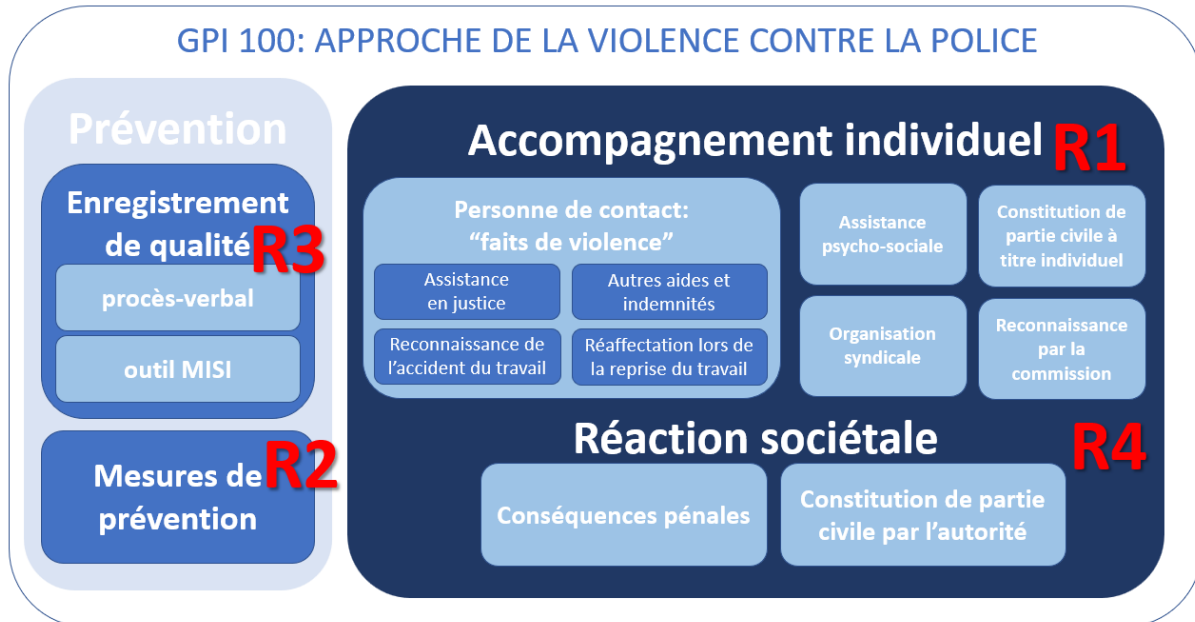 GPI 100: APPROCHE DE LA VIOLENCE CONTRE LA POLICE
Prévention
Enregistrement
de qualité
R3
procès-verbal
outil MISI
Mesures de
prévention
R2
Accompagnement individuel
R1
Personne de contact:
“faits de violence”
Assistance
en justice
Autres aides et
indemnités
Reconnaissance de
l’accident du travail
Réaffectation lors de
la reprise du travail
Assistance
psycho-sociale
Constitution de
partie civile à
titre individuel
Organisation
syndicale
Reconnaissance
par la
commission
Réaction sociétale
R4
Conséquences pénales
Constitution de partie
civile par l’autorité